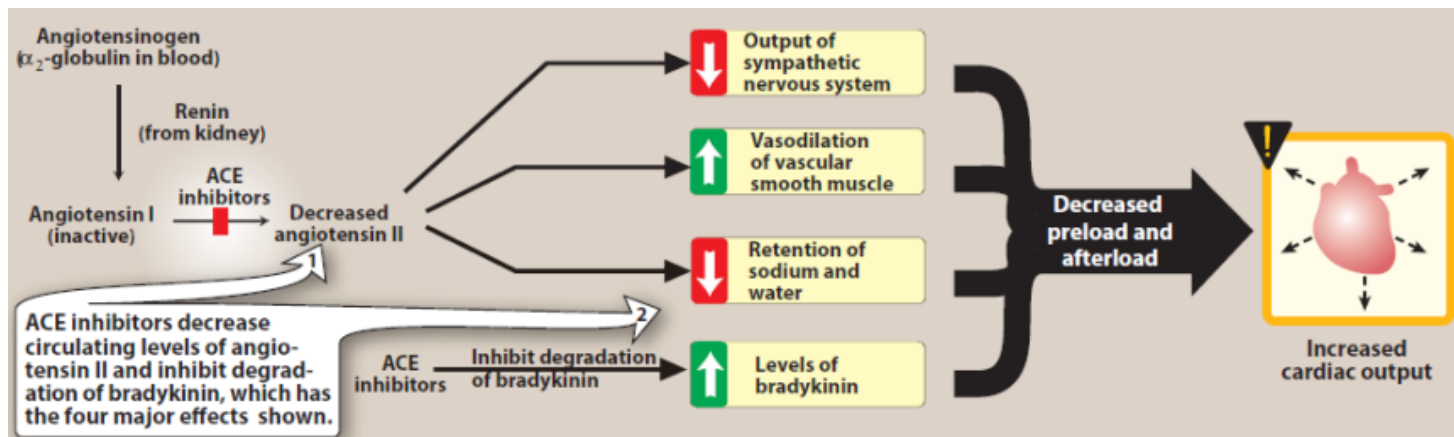 Angiotensinogen
(α2-globulin in blood)
Renin
(from kidney)
ACE
inhibitors
Angiotensin I
(inactive)
Decreased
angiotensin II
1
2
ACE inhibitors decrease
circulating levels of angio-
tensin II and inhibit degrad-
ation of bradykinin, which has
the four major effects shown.
ACE
inhibitors
Inhibit degradation
of bradykinin
Output of
sympathetic
nervous system
Vasodilation
of vascular
smooth muscle
Retention of
sodium and
water
Levels of
bradykinin
Decreased
preload and
afterload
!
Increased
cardiac output